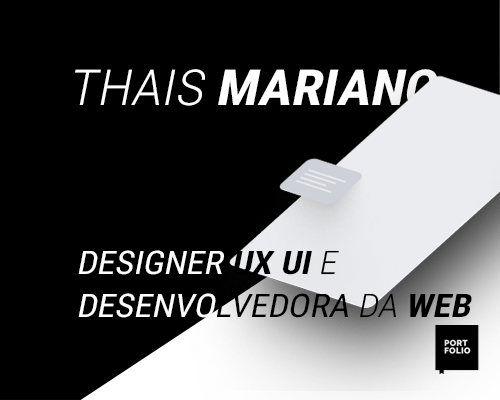 THAIS MARIANO
DESIGNER UX UI E
DESENVOLVEDORA DA WEB
PORT
FOLIO